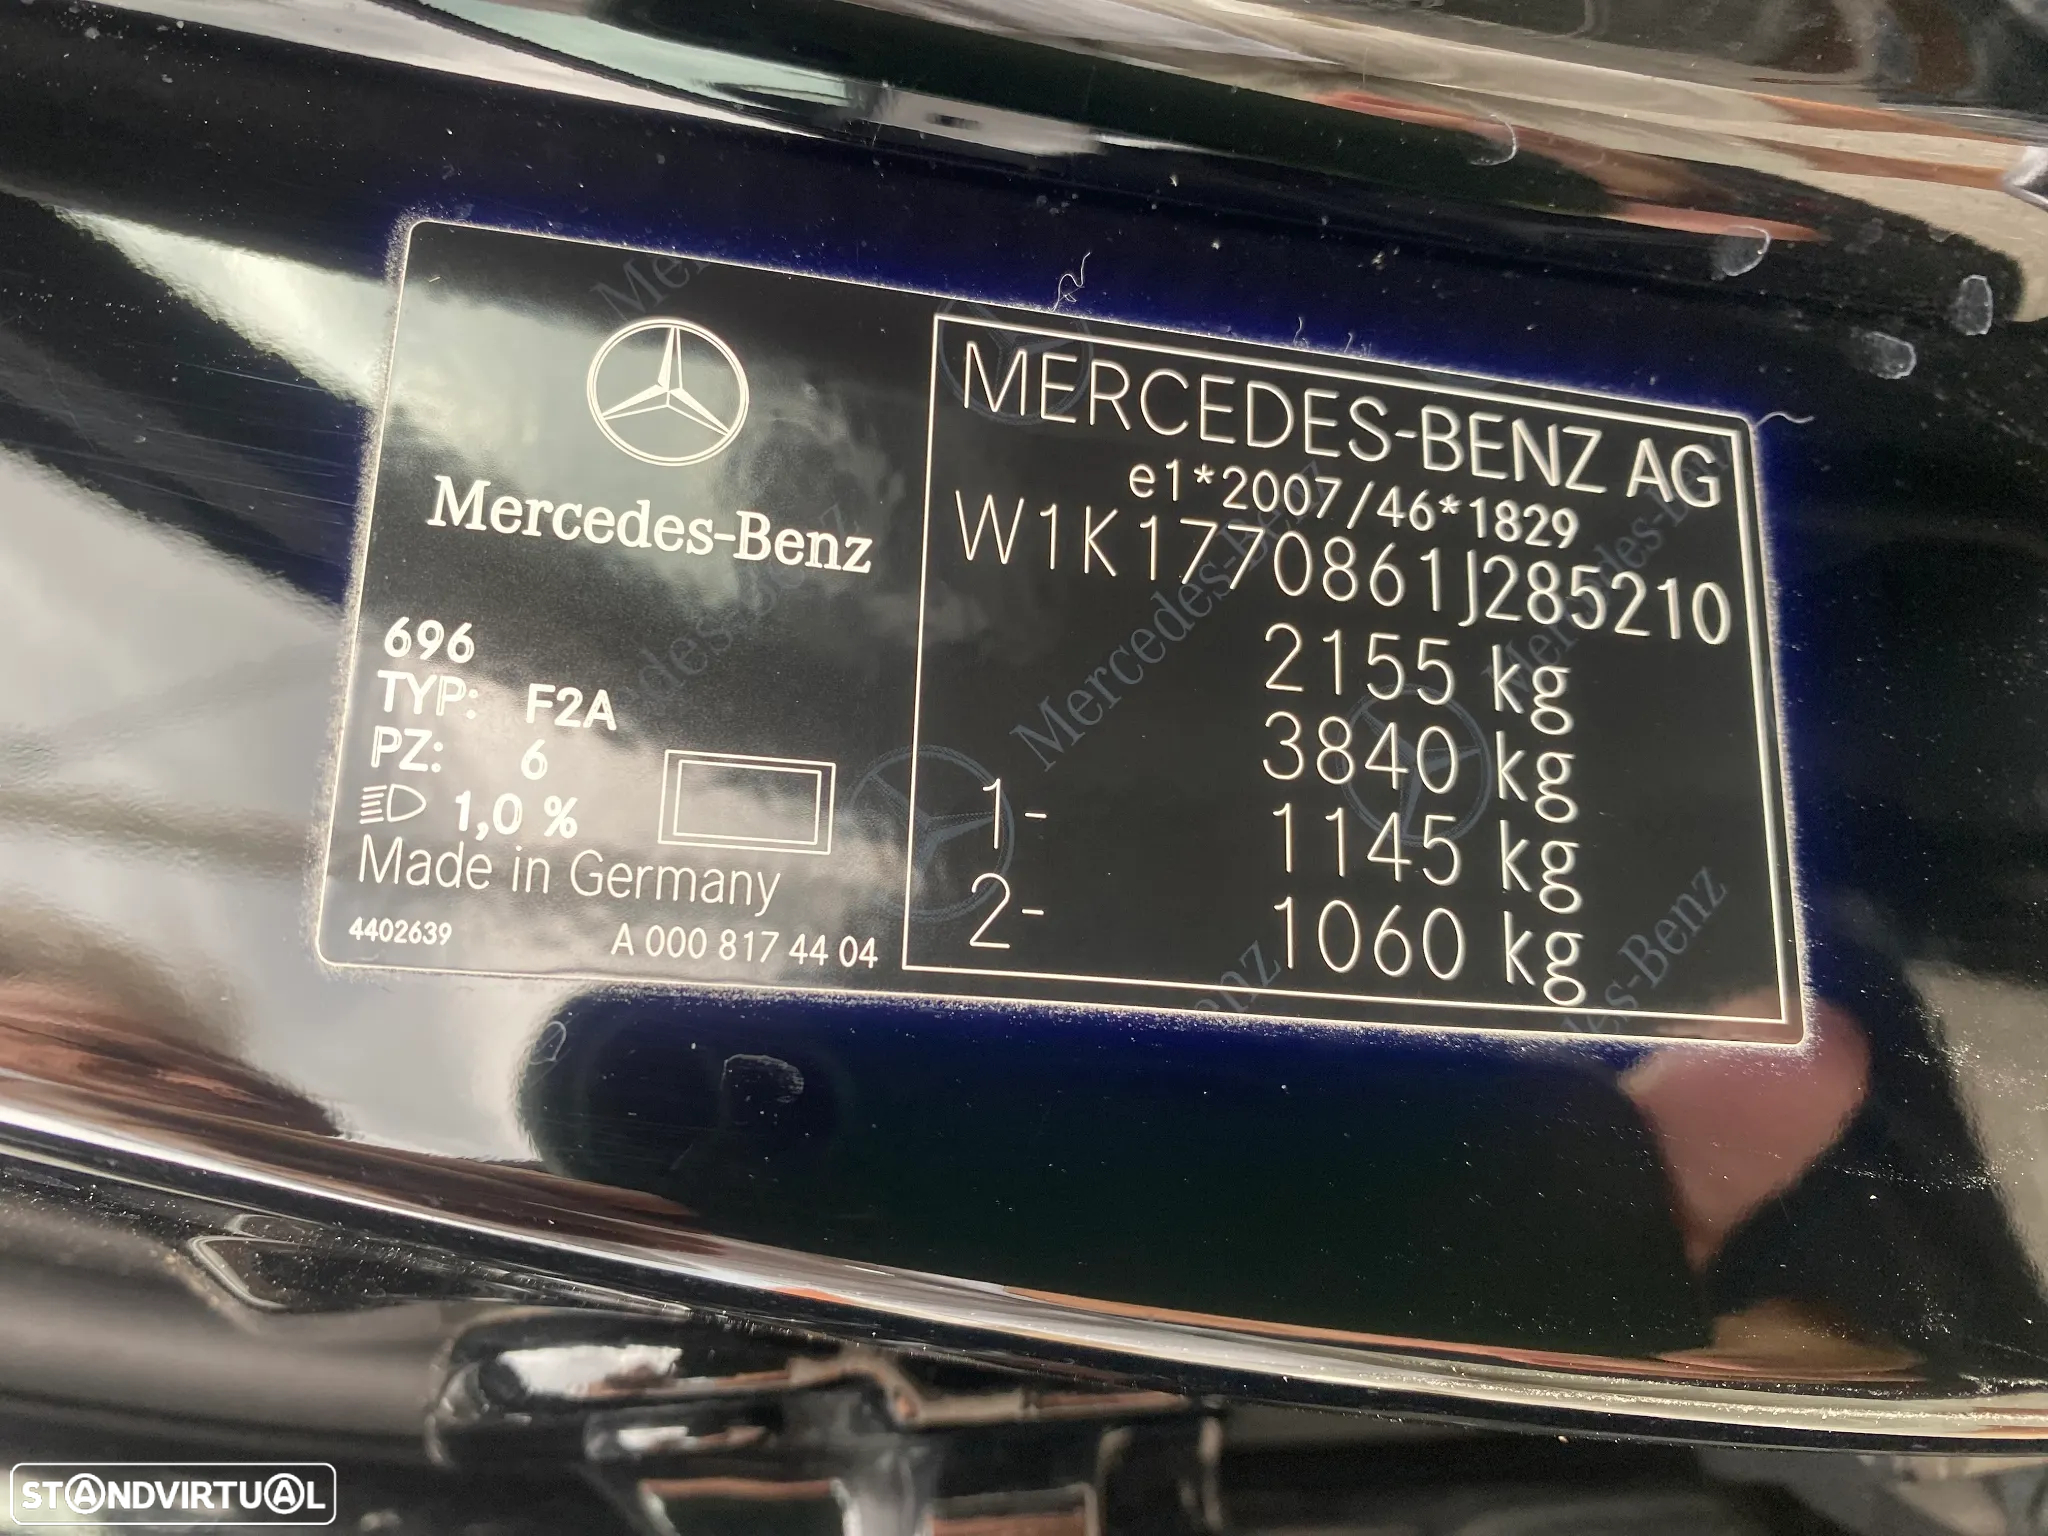 Mercedes-Benz
696
TYP: F2A
PZ: 6
1,0 %
Made in Germany
4402639 A 000 817 44 04
MERCEDES-BENZ AG
e1*2007/46*1829
W1K1770861J285210
2155 kg
3840 kg
1- 1145 kg
2- 1060 kg
STANDVIRTUAL